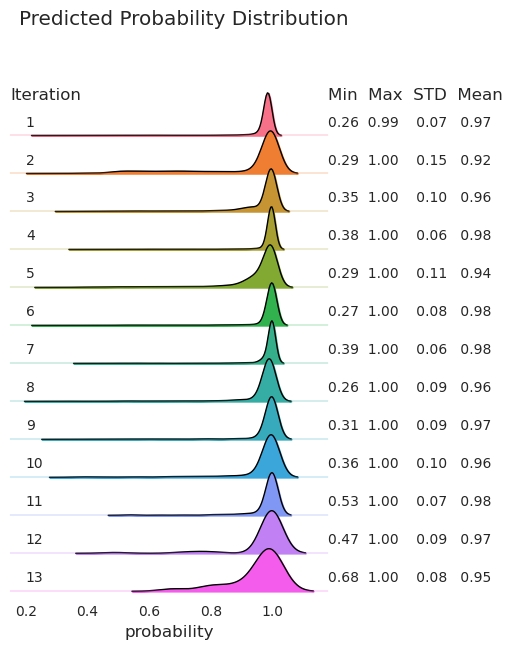 Predicted Probability Distribution
Iteration Min Max STD Mean
1 0.26 0.99 0.07 0.97
2 0.29 1.00 0.15 0.92
3 0.35 1.00 0.10 0.96
4 0.38 1.00 0.06 0.98
5 0.29 1.00 0.11 0.94
6 0.27 1.00 0.08 0.98
7 0.39 1.00 0.06 0.98
8 0.26 1.00 0.09 0.96
9 0.31 1.00 0.09 0.97
10 0.36 1.00 0.10 0.96
11 0.53 1.00 0.07 0.98
12 0.47 1.00 0.09 0.97
13 0.68 1.00 0.08 0.95
0.2 0.4 0.6 0.8 1.0
probability